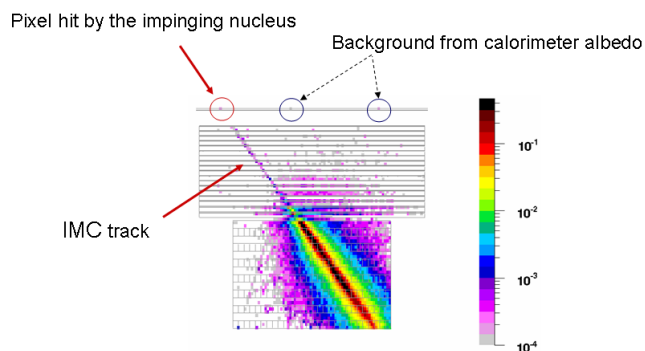 Pixel hit by the impinging nucleus
Background from calorimeter albedo
IMC track
10-1
10-2
10-3
10-4